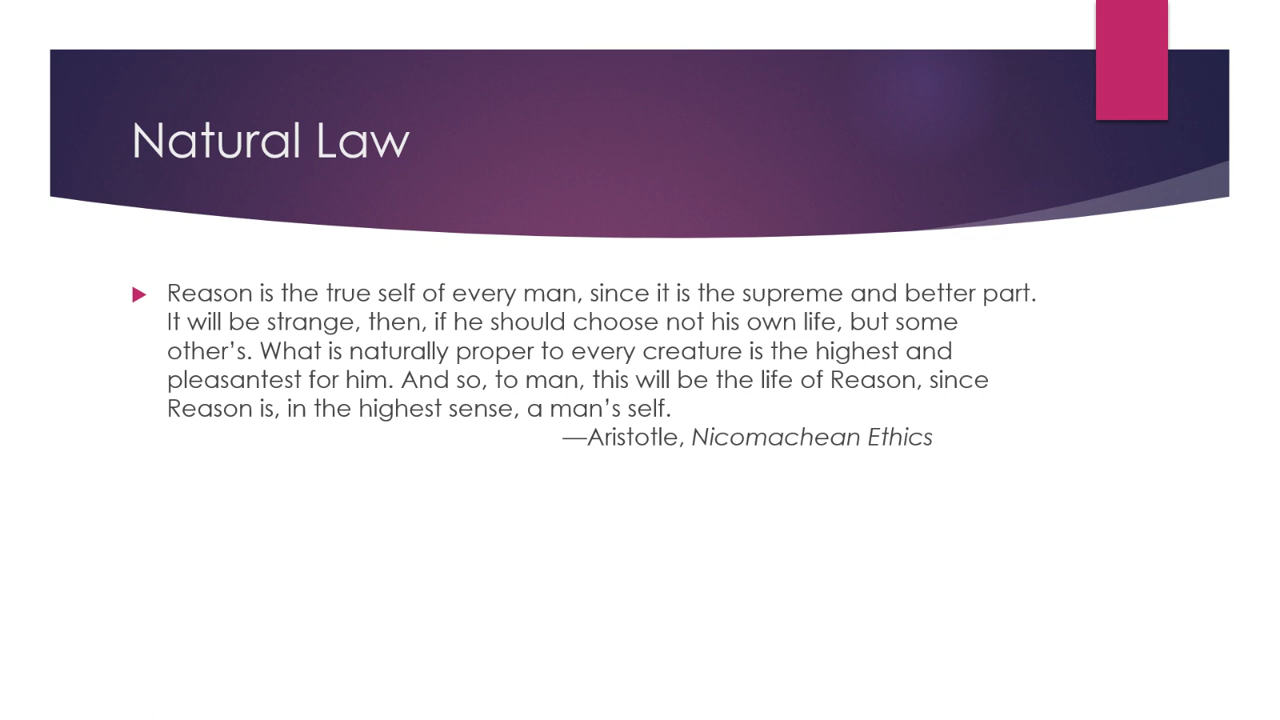 Natural Law
Reason is the true self of every man, since it is the supreme and better part.
It will be strange, then, if he should choose not his own life, but some
other’s. What is naturally proper to every creature is the highest and
pleasantest for him. And so, to man, this will be the life of Reason, since
Reason is, in the highest sense, a man’s self.
—Aristotle, Nicomachean Ethics